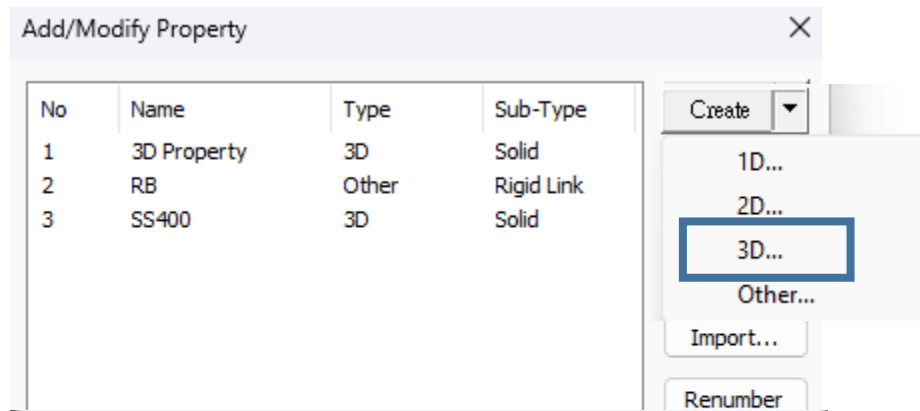 Add/Modify Property
No Name Type Sub-Type
1 3D Property 3D Solid
2 RB Other Rigid Link
3 SS400 3D Solid
Create
1D...
2D...
3D...
Other...
Import...
Renumber